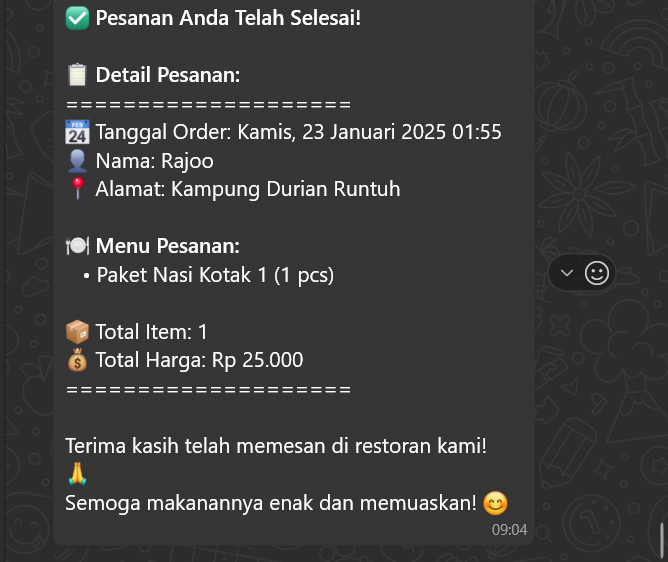 ✅ Pesanan Anda Telah Selesai!
📋 Detail Pesanan:
====================
📆 Tanggal Order: Kamis, 23 Januari 2025 01:55
👤 Nama: Rajoo
📍 Alamat: Kampung Durian Runtuh
🍽️ Menu Pesanan:
• Paket Nasi Kotak 1 (1 pcs)
📦 Total Item: 1
💰 Total Harga: Rp 25.000
====================
Terima kasih telah memesan di restoran kami!
🙏
Semoga makanannya enak dan memuaskan! 😊
09:04